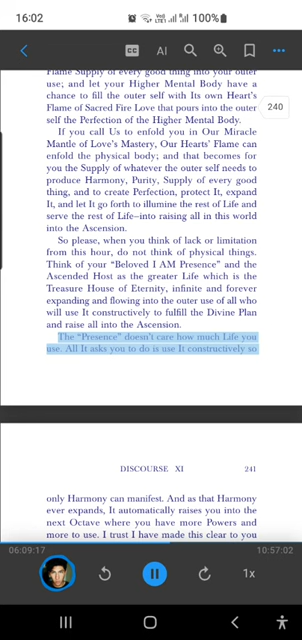 16:02
100%
CC
AI
Flame Supply of every good thing into your outer
240
use; and let your Higher Mental Body have a
chance to fill the outer self with Its own Heart's
Flame of Sacred Fire Love that pours into the outer
self the Perfection of the Higher Mental Body.
If you call Us to enfold you in Our Miracle
Mantle of Love's Mastery, Our Hearts' Flame can
enfold the physical body; and that becomes for
you the Supply of whatever the outer self needs to
produce Harmony, Purity, Supply of every good
thing, and to create Perfection, protect It, expand
It, and let It go forth to illumine the rest of Life and
serve the rest of Life–into raising all in this world
into the Ascension.
So please, when you think of lack or limitation
from this hour, do not think of physical things.
Think of your "Beloved I AM Presence" and the
Ascended Host as the greater Life which is the
Treasure House of Eternity, infinite and forever
expanding and flowing into the outer use of all who
will use It constructively to fulfill the Divine Plan
and raise all into the Ascension.
The "Presence" doesn't care how much Life you
use. All It asks you to do is use It constructively so
DISCOURSE XI 241
only Harmony can manifest. And as that Harmony
ever expands, It automatically raises you into the
next Octave where you have more Powers and
more to use. I trust I have made this clear to you
06:09:17
10:57:02
1x